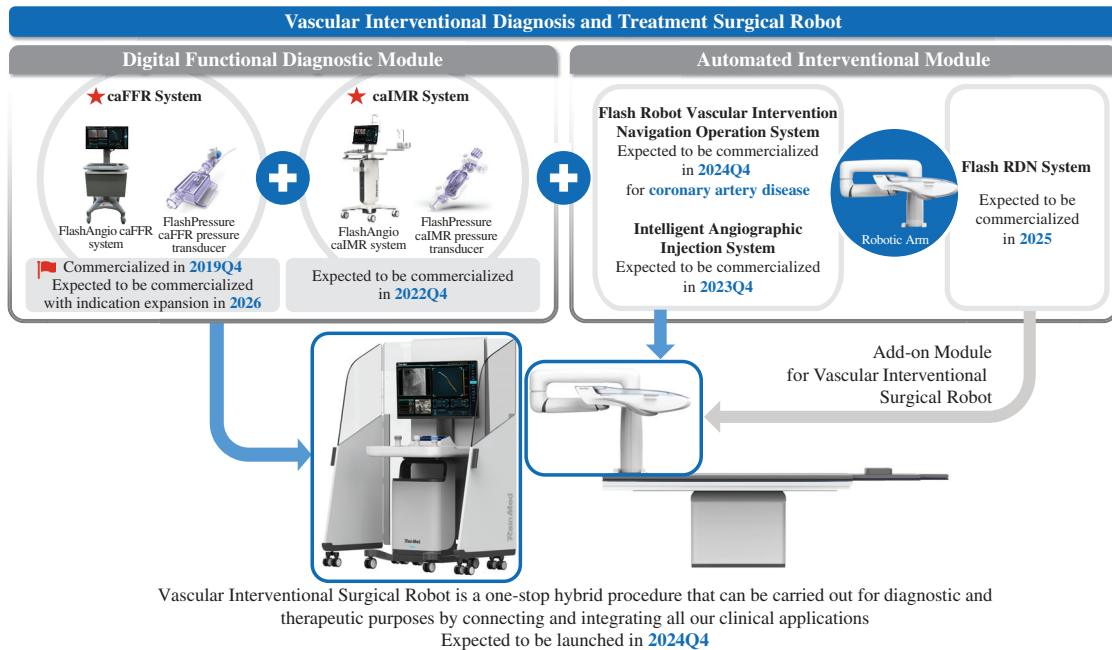 Vascular Interventional Diagnosis and Treatment Surgical Robot
Digital Functional Diagnostic Module
caFFR System
caIMR System
FlashAngio caFFR
system
FlashPressure
caFFR pressure
transducer
FlashAngio
caIMR system
FlashPressure
caIMR pressure
transducer
Commercialized in 2019Q4
Expected to be commercialized
with indication expansion in 2026
Expected to be commercialized
in 2022Q4
Automated Interventional Module
Flash Robot Vascular Intervention
Navigation Operation System
Expected to be commercialized
in 2024Q4
for coronary artery disease
Intelligent Angiographic
Injection System
Expected to be commercialized
in 2023Q4
Robotic Arm
Flash RDN System
Expected to be
commercialized
in 2025
Add-on Module
for Vascular Interventional
Surgical Robot
RainMed
RainMed
Vascular Interventional Surgical Robot is a one-stop hybrid procedure that can be carried out for diagnostic and
therapeutic purposes by connecting and integrating all our clinical applications
Expected to be launched in 2024Q4